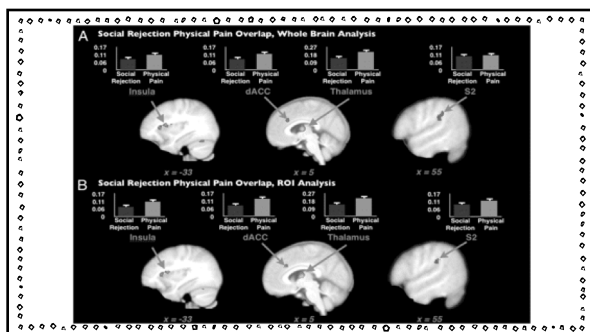 A Social Rejection Physical Pain Overlap, Whole Brain Analysis
0.17 0.17 0.27 0.17
0.11 0.11 0.18 0.11
0.06 0.06 0.09 0.06
0 0 0 0
Social Physical Social Physical Social Physical Social Physical
Rejection Pain Rejection Pain Rejection Pain Rejection Pain
Insula dACC Thalamus S2
x = -33 x = 5 x = 55
B Social Rejection Physical Pain Overlap, ROI Analysis
0.17 0.17 0.27 0.17
0.11 0.11 0.18 0.11
0.06 0.06 0.09 0.06
0 0 0 0
Social Physical Social Physical Social Physical Social Physical
Rejection Pain Rejection Pain Rejection Pain Rejection Pain
Insula dACC Thalamus S2
x = -33 x = 5 x = 55